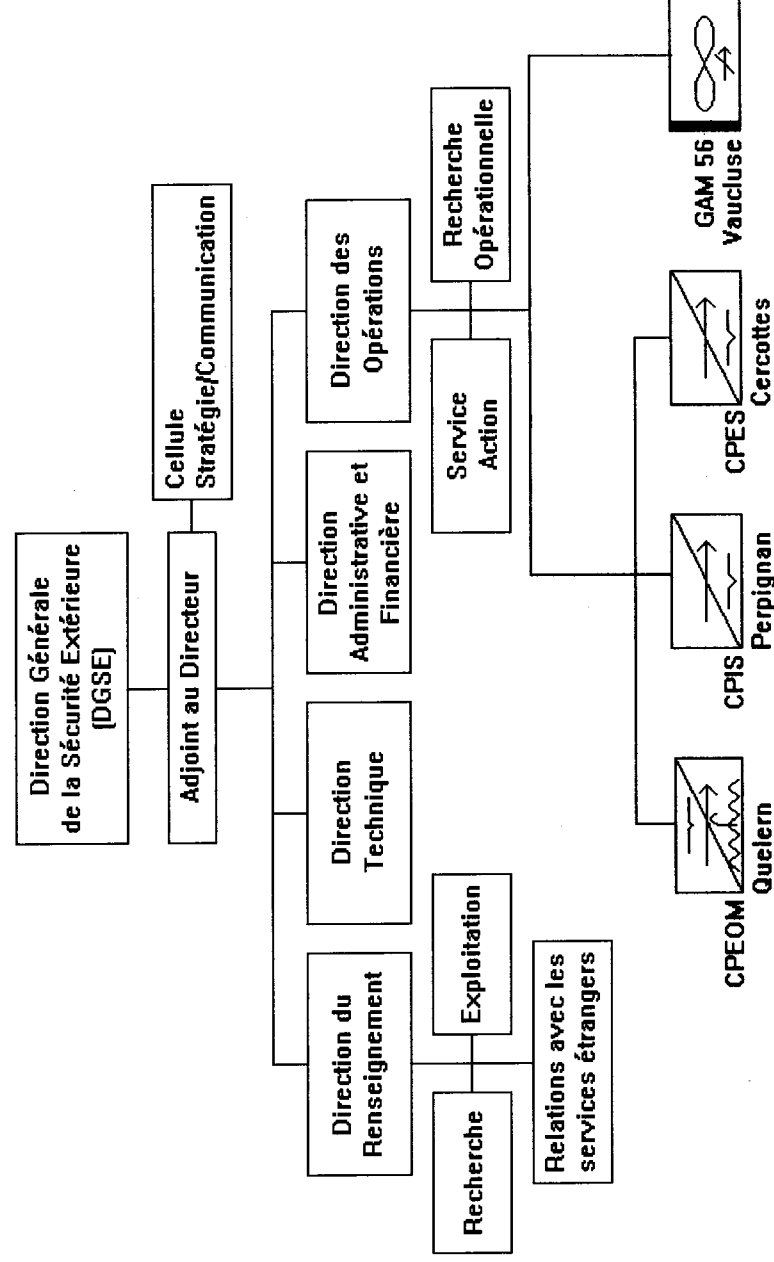 Direction Générale
de la Sécurité Extérieure
(DGSE)
Adjoint au Directeur
Cellule
Stratégie/Communication
Direction du
Renseignement
Direction
Technique
Direction
Administrative et
Financière
Direction des
Opérations
Recherche
Exploitation
Relations avec les
services étrangers
Service
Action
Recherche
Opérationnelle
CPEOM
Quelern
CPIS
Perpignan
CPES
Cercottes
GAM 56
Vaucluse